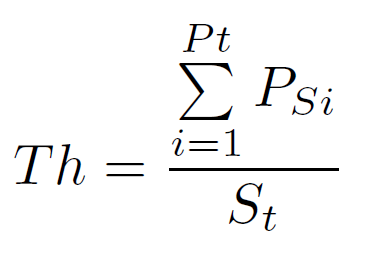 Th = \frac{\sum_{i=1}^{Pt} P_{Si}}{S_t}